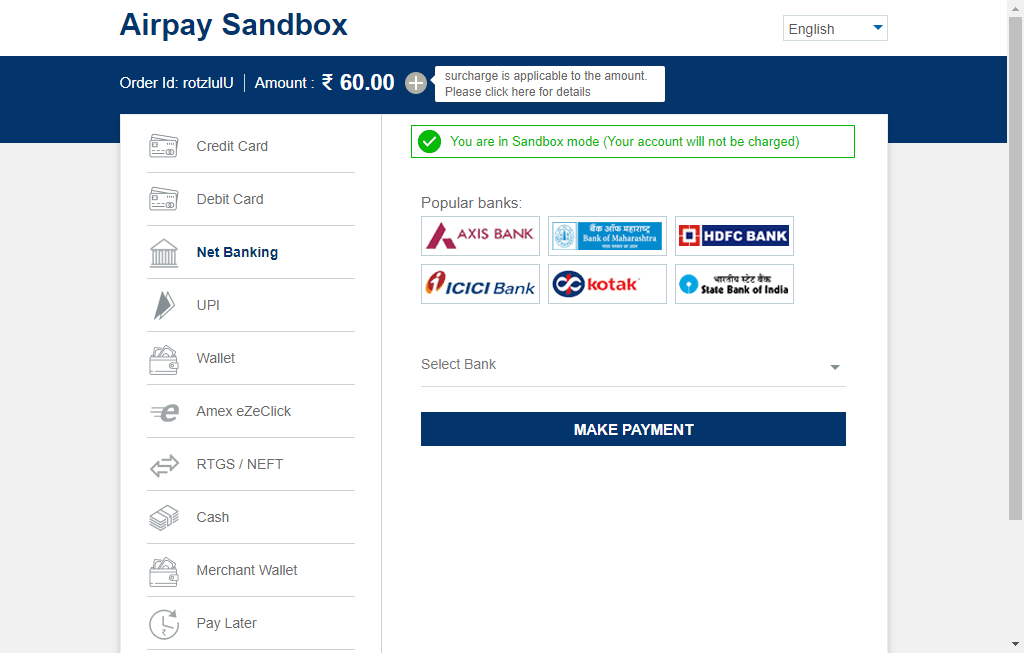 Airpay Sandbox
English
Order Id: rotzlulU | Amount : ₹ 60.00
surcharge is applicable to the amount.
Please click here for details
Credit Card
Debit Card
Net Banking
UPI
Wallet
Amex eZeClick
RTGS / NEFT
Cash
Merchant Wallet
Pay Later
You are in Sandbox mode (Your account will not be charged)
Popular banks:
AXIS BANK
बैंक ऑफ महाराष्ट्र
Bank of Maharashtra
HDFC BANK
ICICI Bank
kotak
भारतीय स्टेट बैंक
State Bank of India
Select Bank
MAKE PAYMENT